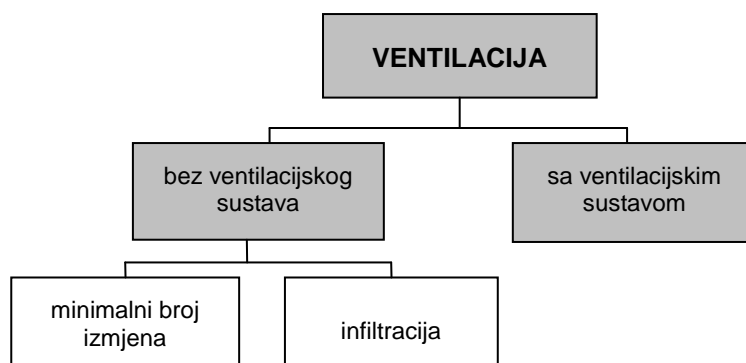 VENTILACIJA
bez ventilacijskog
sustava
sa ventilacijskim
sustavom
minimalni broj
izmjena
infiltracija